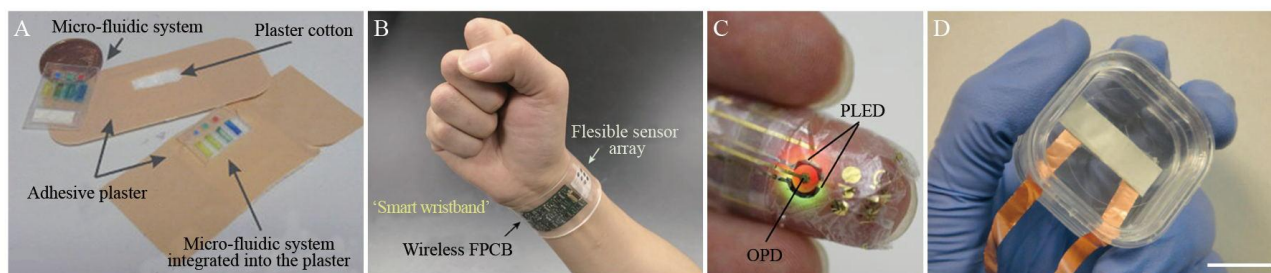 A
Micro-fluidic system
Plaster cotton
Adhesive plaster
Micro-fluidic system
integrated into the plaster
B
Flesible sensor
array
'Smart wristband'
Wireless FPCB
C
PLED
OPD
D